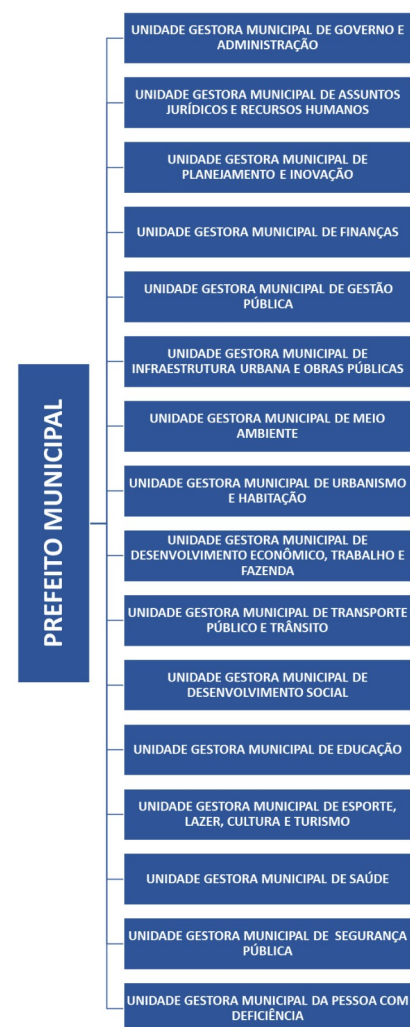 PREFEITO MUNICIPAL
UNIDADE GESTORA MUNICIPAL DE GOVERNO E
ADMINISTRAÇÃO
UNIDADE GESTORA MUNICIPAL DE ASSUNTOS
JURÍDICOS E RECURSOS HUMANOS
UNIDADE GESTORA MUNICIPAL DE
PLANEJAMENTO E INOVAÇÃO
UNIDADE GESTORA MUNICIPAL DE FINANÇAS
UNIDADE GESTORA MUNICIPAL DE GESTÃO
PÚBLICA
UNIDADE GESTORA MUNICIPAL DE
INFRAESTRUTURA URBANA E OBRAS PÚBLICAS
UNIDADE GESTORA MUNICIPAL DE MEIO
AMBIENTE
UNIDADE GESTORA MUNICIPAL DE URBANISMO
E HABITAÇÃO
UNIDADE GESTORA MUNICIPAL DE
DESENVOLVIMENTO ECONÔMICO, TRABALHO E
FAZENDA
UNIDADE GESTORA MUNICIPAL DE TRANSPORTE
PÚBLICO E TRÂNSITO
UNIDADE GESTORA MUNICIPAL DE
DESENVOLVIMENTO SOCIAL
UNIDADE GESTORA MUNICIPAL DE EDUCAÇÃO
UNIDADE GESTORA MUNICIPAL DE ESPORTE,
LAZER, CULTURA E TURISMO
UNIDADE GESTORA MUNICIPAL DE SAÚDE
UNIDADE GESTORA MUNICIPAL DE SEGURANÇA
PÚBLICA
UNIDADE GESTORA MUNICIPAL DA PESSOA COM
DEFICIÊNCIA